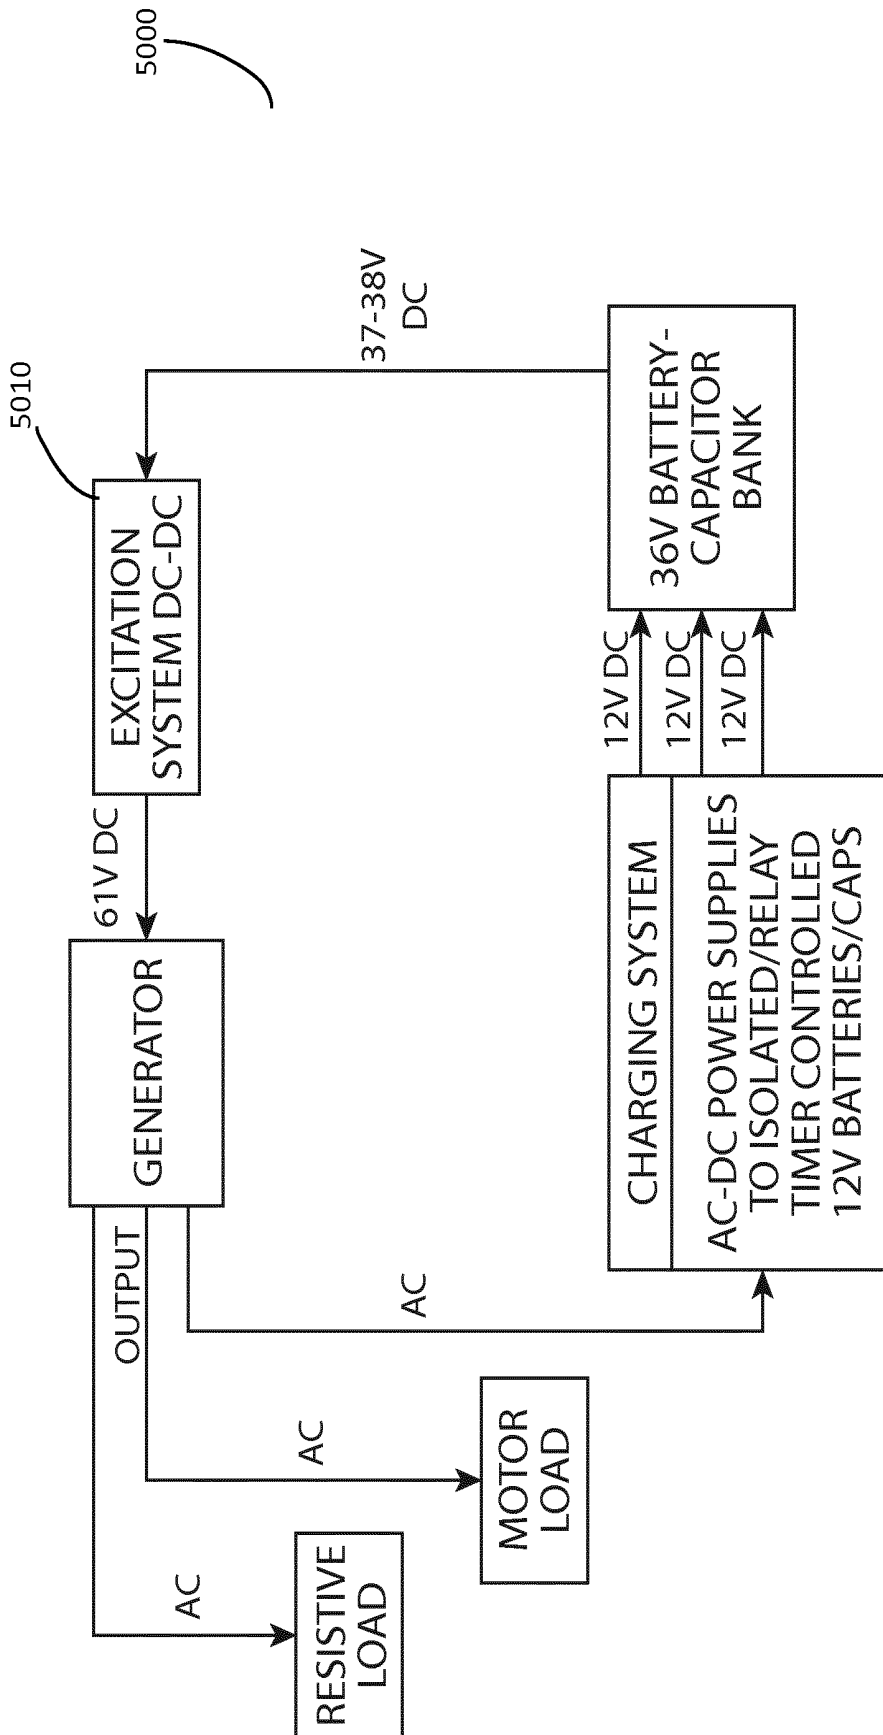 5000
5010
EXCITATION
SYSTEM DC-DC
37-38V
DC
61V DC
GENERATOR
36V BATTERY-
CAPACITOR
BANK
12V DC
12V DC
12V DC
CHARGING SYSTEM
AC-DC POWER SUPPLIES
TO ISOLATED/RELAY
TIMER CONTROLLED
12V BATTERIES/CAPS
OUTPUT
AC
AC
AC
MOTOR
LOAD
RESISTIVE
LOAD